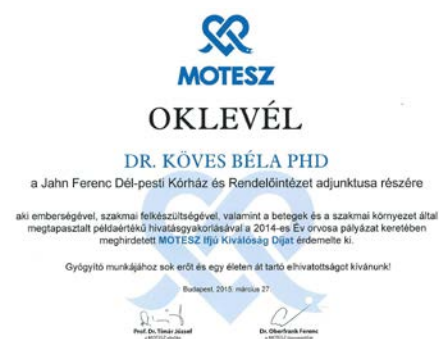 MOTESZ
OKLEVÉL
DR. KÖVES BÉLA PHD
a Jahn Ferenc Dél-pesti Kórház és Rendelőintézet adjunktusa részére
aki emberségével, szakmai felkészültségével, valamint a betegek és a szakmai környezet által
megtapasztalt példaértékű hivatásgyakorlásával a 2014-es Év orvosa pályázat keretében
meghirdetett MOTESZ Ifjú Kiválóság Díjat érdemelte ki.
Gyógyító munkájához sok erőt és egy életen át tartó elhivatottságot kívánunk!
Budapest, 2015. március 27.
Prof. Dr. Tímár József
a MOTESZ elnöke
Dr. Oberfrank Ferenc
a MOTESZ